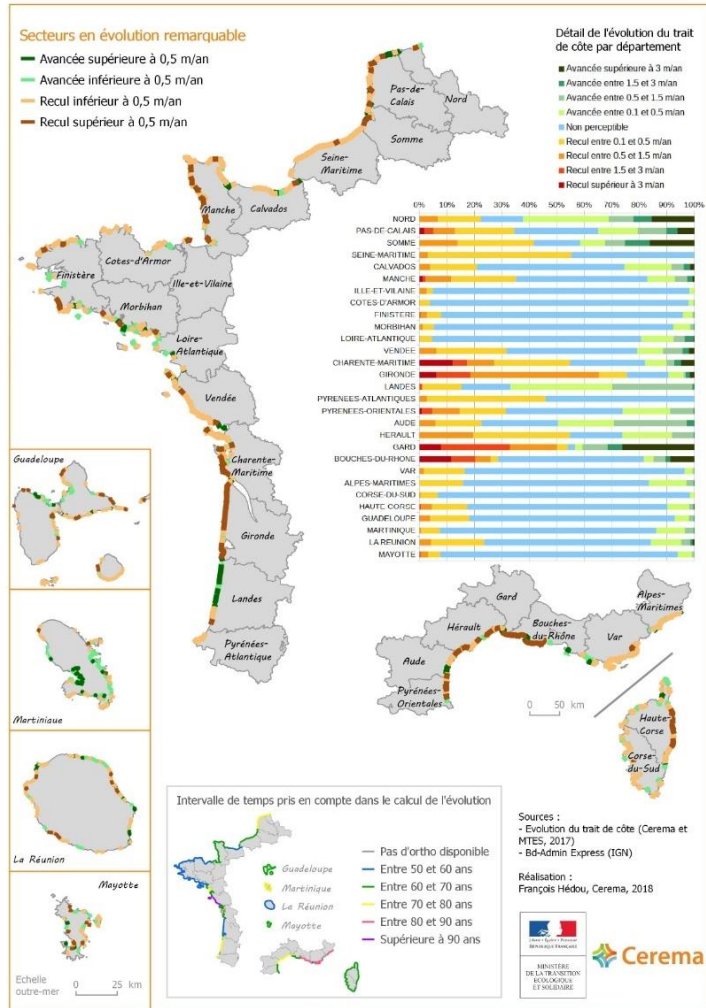 Secteurs en évolution remarquable
Avancée supérieure à 0,5 m/an
Avancée inférieure à 0,5 m/an
Recul inférieur à 0,5 m/an
Recul supérieur à 0,5 m/an
Détail de l'évolution du trait
de côte par département
Avancée supérieure à 3 m/an
Avancée entre 1.5 et 3 m/an
Avancée entre 0.5 et 1.5 m/an
Avancée entre 0.1 et 0.5 m/an
Non perceptible
Recul entre 0.1 et 0.5 m/an
Recul entre 0.5 et 1.5 m/an
Recul entre 1.5 et 3 m/an
Recul supérieur à 3 m/an
0% 10% 20% 30% 40% 50% 60% 70% 80% 90% 100%
NORD
PAS-DE-CALAIS
SOMME
SEINE-MARITIME
CALVADOS
MANCHE
ILLE-ET-VILAINE
COTES-D'ARMOR
FINISTERE
MORBIHAN
LOIRE-ATLANTIQUE
VENDEE
CHARENTE-MARITIME
GIRONDE
LANDES
PYRENEES-ATLANTIQUES
PYRENEES-ORIENTALES
AUDE
HERAULT
GARD
BOUCHES-DU-RHONE
VAR
ALPES-MARITIMES
CORSE-DU-SUD
HAUTE CORSE
GUADELOUPE
MARTINIQUE
LA REUNION
MAYOTTE
Pas-de-
Calais
Nord
Somme
Seine-
Maritime
Manche
Calvados
Cotes-d'Armor
Finistère
Ille-et-Vilaine
Morbihan
Loire-
Atlantique
Vendée
Charente-
Maritime
Gironde
Landes
Pyrénées-
Atlantique
Guadeloupe
Martinique
La Réunion
Mayotte
Echelle
outre-mer
0 25 km
Gard
Alpes-
Maritimes
Hérault
Bouches-
du-Rhône
Var
Aude
Pyrénées-
Orientales
0 50 km
Haute-
Corse
Corse-
du-Sud
Intervalle de temps pris en compte dans le calcul de l'évolution
Guadeloupe
Martinique
La Réunion
Mayotte
Pas d'ortho disponible
Entre 50 et 60 ans
Entre 60 et 70 ans
Entre 70 et 80 ans
Entre 80 et 90 ans
Supérieure à 90 ans
Sources :
- Evolution du trait de côte (Cerema et
MTES, 2017)
- Bd-Admin Express (IGN)
Réalisation :
François Hédou, Cerema, 2018
Liberté • Égalité • Fraternité
RÉPUBLIQUE FRANÇAISE
MINISTÈRE
DE LA TRANSITION
ÉCOLOGIQUE
ET SOLIDAIRE
Cerema